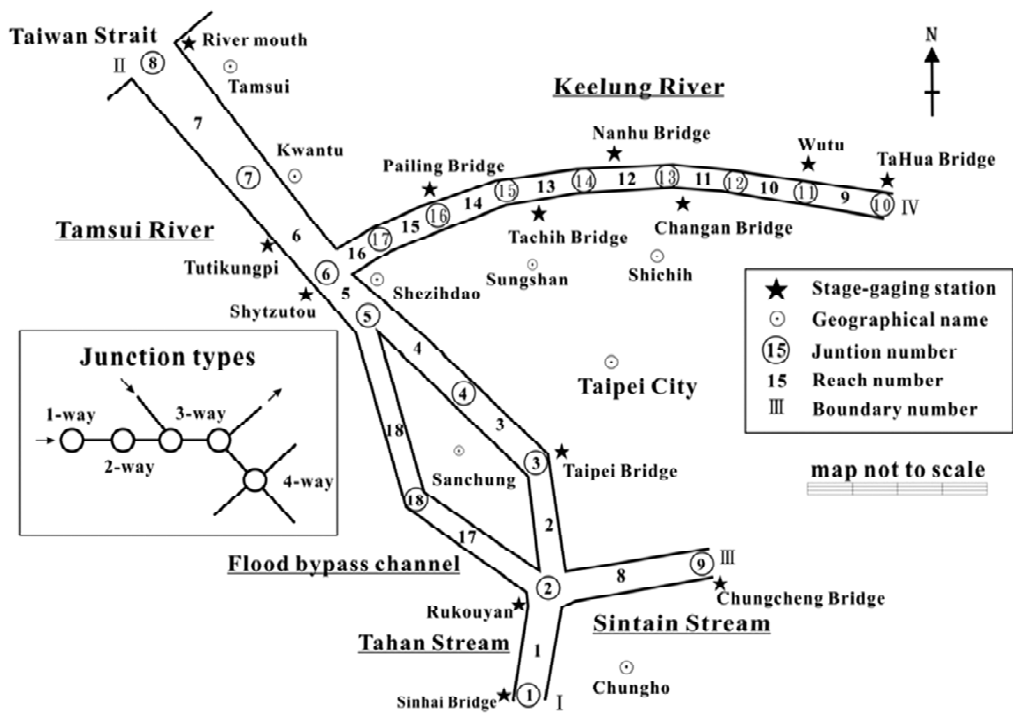 Taiwan Strait
II
8
River mouth
Tamsui
N
Keelung River
7
Kwantu
7
Nanhu Bridge
Wutu
TaHua Bridge
Pailing Bridge
15
13
14
12
13
11
12
10
11
9
10
IV
14
16
15
17
16
Tachih Bridge
Changan Bridge
Tamsui River
6
Tutikungpi
6
5
Shezihdao
Sungshan
Shichih
Shytzutou
5
Stage-gaging station
Geographical name
15 Juntion number
15 Reach number
III Boundary number
Junction types
1-way
3-way
2-way
4-way
4
4
3
Taipei City
18
Sanchung
3
Taipei Bridge
map not to scale
18
17
2
Flood bypass channel
2
8
9
III
Chungcheng Bridge
Rukouyan
Sintain Stream
Tahan Stream
1
Chungho
Sinhai Bridge
1
I